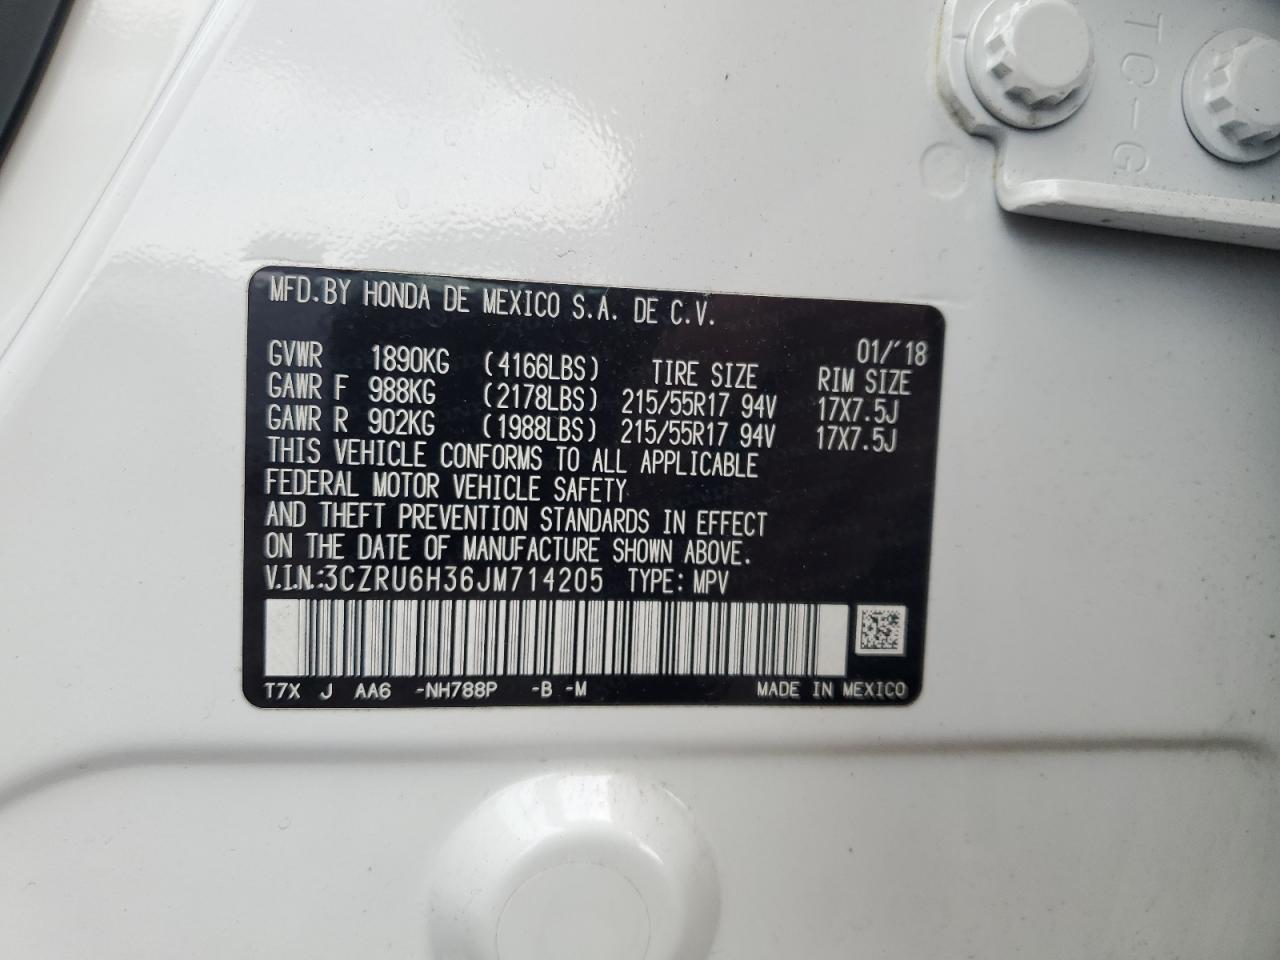 TC-G
MFD.BY HONDA DE MEXICO S.A. DE C.V.
01/'18
GVWR 1890KG (4166LBS) TIRE SIZE RIM SIZE
GAWR F 988KG (2178LBS) 215/55R17 94V 17X7.5J
GAWR R 902KG (1988LBS) 215/55R17 94V 17X7.5J
THIS VEHICLE CONFORMS TO ALL APPLICABLE
FEDERAL MOTOR VEHICLE SAFETY
AND THEFT PREVENTION STANDARDS IN EFFECT
ON THE DATE OF MANUFACTURE SHOWN ABOVE.
V.I.N.:3CZRU6H36JM714205 TYPE: MPV
T7X J AA6 -NH788P -B -M MADE IN MEXICO